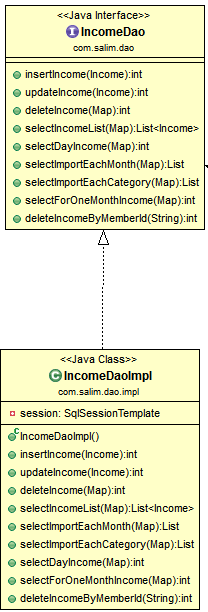 <<Java Interface>>
IncomeDao
com.salim.dao
insertIncome(Income):int
updateIncome(Income):int
deleteIncome(Map):int
selectIncomeList(Map):List<Income>
selectDayIncome(Map):int
selectImportEachMonth(Map):List
selectImportEachCategory(Map):List
selectForOneMonthIncome(Map):int
deleteIncomeByMemberId(String):int
<<Java Class>>
IncomeDaoImpl
com.salim.dao.impl
session: SqlSessionTemplate
IncomeDaoImpl()
insertIncome(Income):int
updateIncome(Income):int
deleteIncome(Map):int
selectIncomeList(Map):List<Income>
selectImportEachMonth(Map):List
selectImportEachCategory(Map):List
selectDayIncome(Map):int
selectForOneMonthIncome(Map):int
deleteIncomeByMemberId(String):int